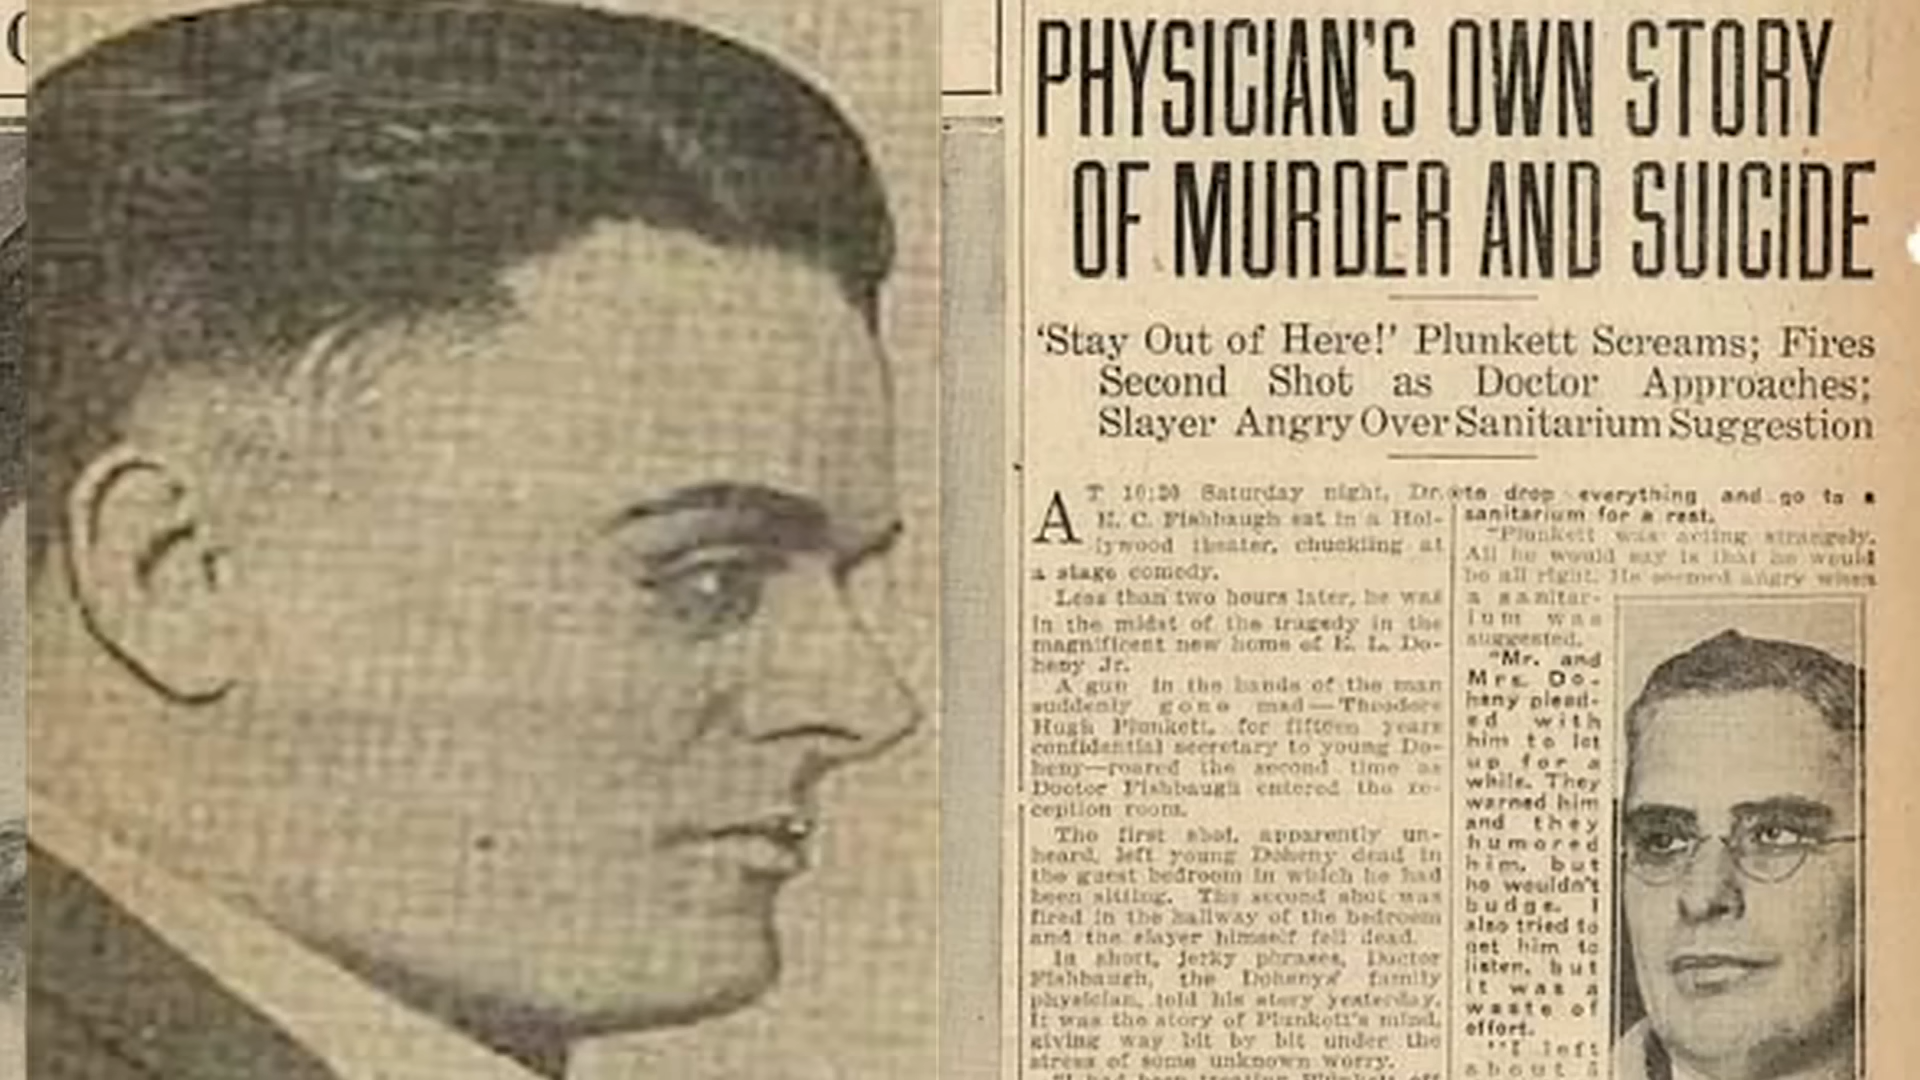 PHYSICIAN'S OWN STORY
OF MURDER AND SUICIDE
'Stay Out of Here!' Plunkett Screams; Fires
Second Shot as Doctor Approaches;
Slayer Angry Over Sanitarium Suggestion
AT 10:30 Saturday night, Dr.
E. C. Fishbaugh sat in a Hol-
lywood theater, chuckling at
a stage comedy.
Less than two hours later, he was
in the midst of the tragedy in the
magnificent new home of E. L. Do-
heny Jr.
A gun in the hands of the man
suddenly gone mad—Theodore
Hugh Plunkett, for fifteen years
confidential secretary to young Do-
heny—roared the second time as
Doctor Fishbaugh entered the re-
ception room.
The first shot, apparently un-
heard, left young Doheny dead in
the guest bedroom in which he had
been sitting. The second shot was
fired in the hallway of the bedroom
and the slayer himself fell dead.
In short, jerky phrases, Doctor
Fishbaugh, the Dohenys' family
physician, told his story yesterday.
It was the story of Plunkett's mind,
giving way bit by bit under the
stress of some unknown worry.
to drop everything and go to a
sanitarium for a rest.
"Plunkett was acting strangely.
All he would say is that he would
be all right. He seemed angry when
a sanitar-
ium was
suggested.
"Mr. and
Mrs. Do-
heny plead-
ed with
him to let
up for a
while. They
warned him
and they
humored
him, but
he wouldn't
budge. I
also tried to
get him to
listen, but
it was a
waste of
effort.
"I left
about